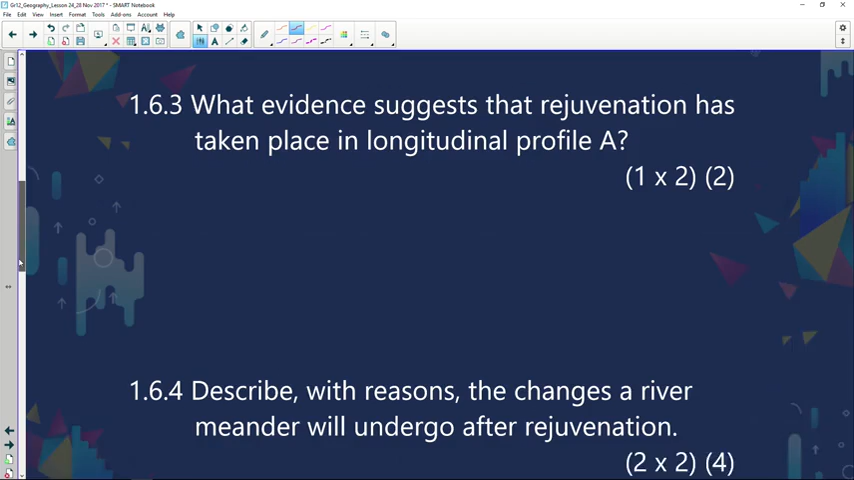 Gr12_Geography_Lesson 24_28 Nov 2017 * - SMART Notebook
File Edit View Insert Format Tools Add-ons Account Help
1.6.3 What evidence suggests that rejuvenation has
taken place in longitudinal profile A?
(1 x 2) (2)
1.6.4 Describe, with reasons, the changes a river
meander will undergo after rejuvenation.
(2 x 2) (4)